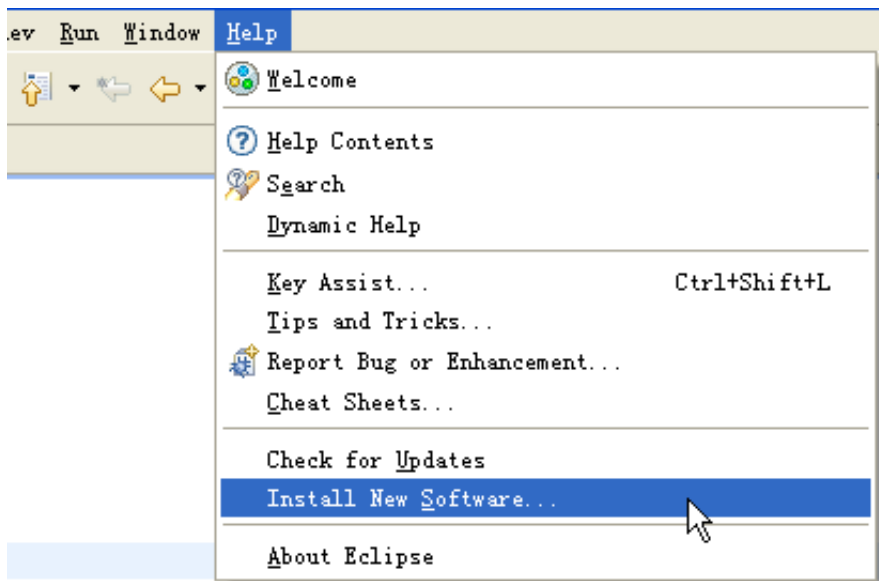 Run Window Help
Welcome
Help Contents
Search
Dynamic Help
Key Assist... Ctrl+Shift+L
Tips and Tricks...
Report Bug or Enhancement...
Cheat Sheets...
Check for Updates
Install New Software...
About Eclipse